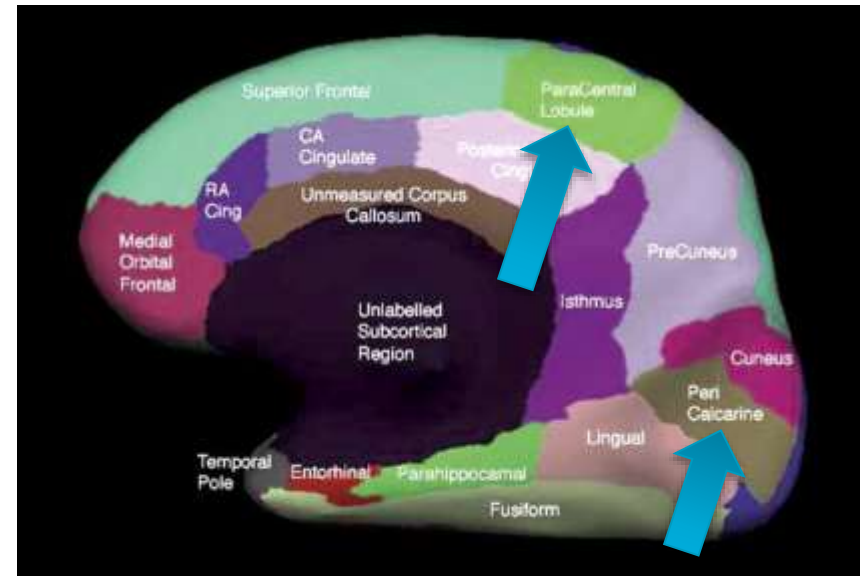 Superior Frontal
ParaCentral
Lobule
CA
Cingulate
RA
Cing
Unmeasured Corpus
Callosum
Medial
Orbital
Frontal
PreCuneus
Isthmus
Unlabelled
Subcortical
Region
Cuneus
Peri
Calcarine
Lingual
Temporal
Pole
Entorhinal
Parahippocamal
Fusiform